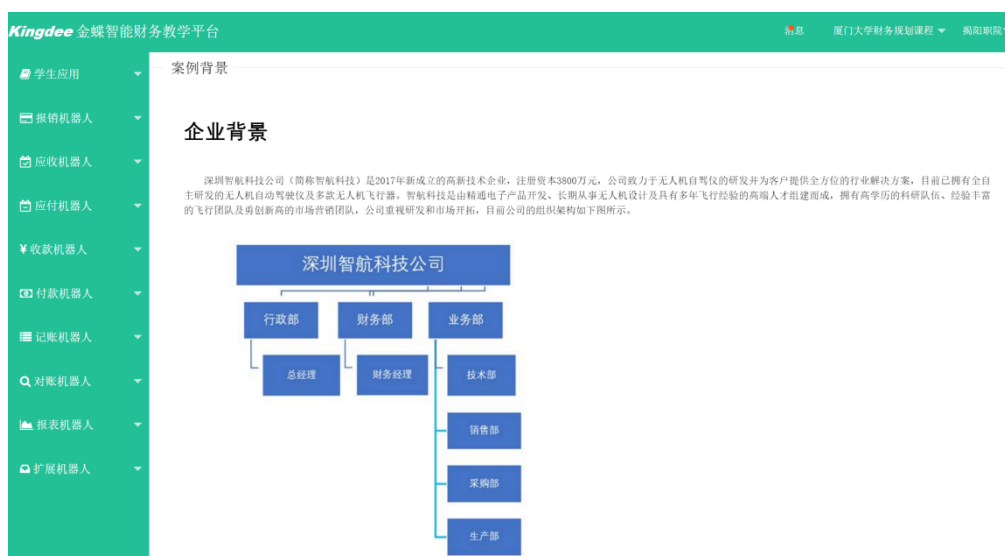 Kingdee 金蝶智能财务教学平台
消息 厦门大学财务规划课程 揭阳职院
学生应用
报销机器人
应收机器人
应付机器人
收款机器人
付款机器人
记账机器人
对账机器人
报表机器人
扩展机器人
案例背景
企业背景
深圳智航科技公司（简称智航科技）是2017年新成立的高新技术企业，注册资本3800万元，公司致力于无人机自驾仪的研发并为客户提供全方位的行业解决方案，目前已拥有全自
主研发的无人机自动驾驶仪及多款无人机飞行器。智航科技是由精通电子产品开发、长期从事无人机设计及具有多年飞行经验的高端人才组建而成，拥有高学历的科研队伍、经验丰富
的飞行团队及勇创新高的市场营销团队，公司重视研发和市场开拓，目前公司的组织架构如下图所示。
深圳智航科技公司
行政部 财务部 业务部
总经理 财务经理 技术部
销售部
采购部
生产部